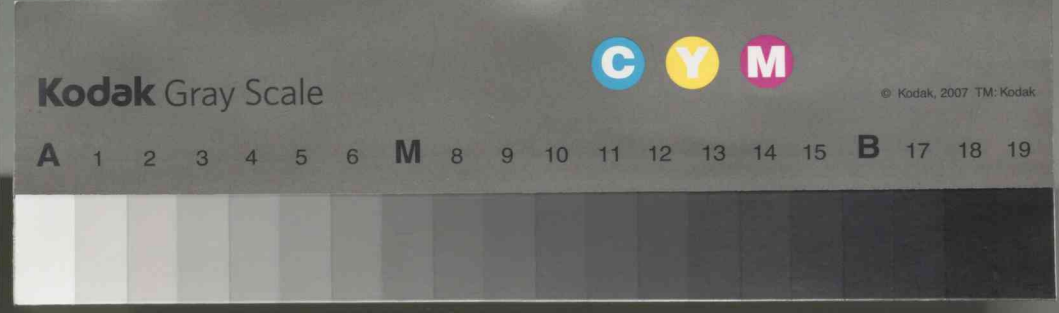 C Y M
Kodak Gray Scale
© Kodak, 2007 TM: Kodak
A 1 2 3 4 5 6 M 8 9 10 11 12 13 14 15 B 17 18 19